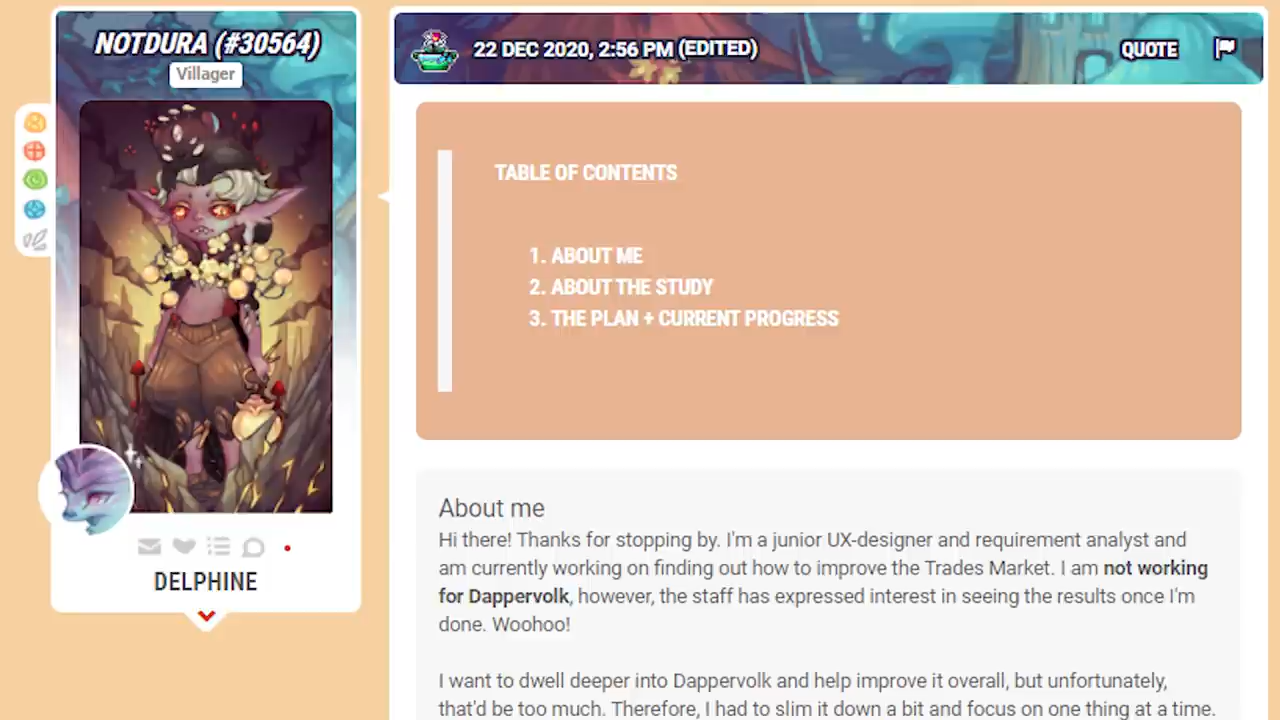 NOTDURA (#30564)
Villager
DELPHINE
22 DEC 2020, 2:56 PM (EDITED)
QUOTE
TABLE OF CONTENTS
1. ABOUT ME
2. ABOUT THE STUDY
3. THE PLAN + CURRENT PROGRESS
About me
Hi there! Thanks for stopping by. I'm a junior UX-designer and requirement analyst and
am currently working on finding out how to improve the Trades Market. I am not working
for Dappervolk, however, the staff has expressed interest in seeing the results once I'm
done. Woohoo!
I want to dwell deeper into Dappervolk and help improve it overall, but unfortunately,
that'd be too much. Therefore, I had to slim it down a bit and focus on one thing at a time.